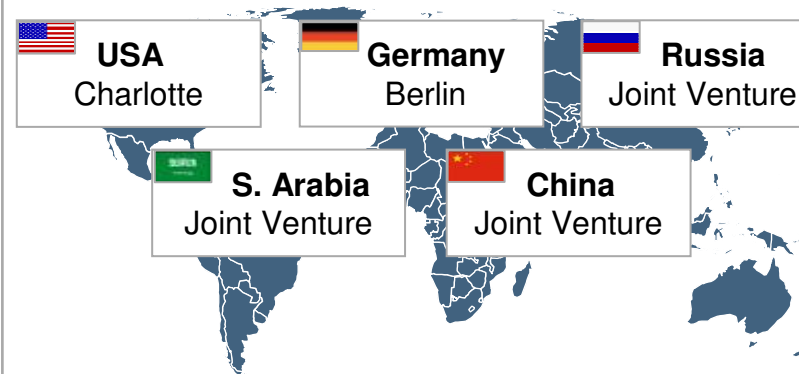 USA
Charlotte
Germany
Berlin
Russia
Joint Venture
S. Arabia
Joint Venture
China
Joint Venture